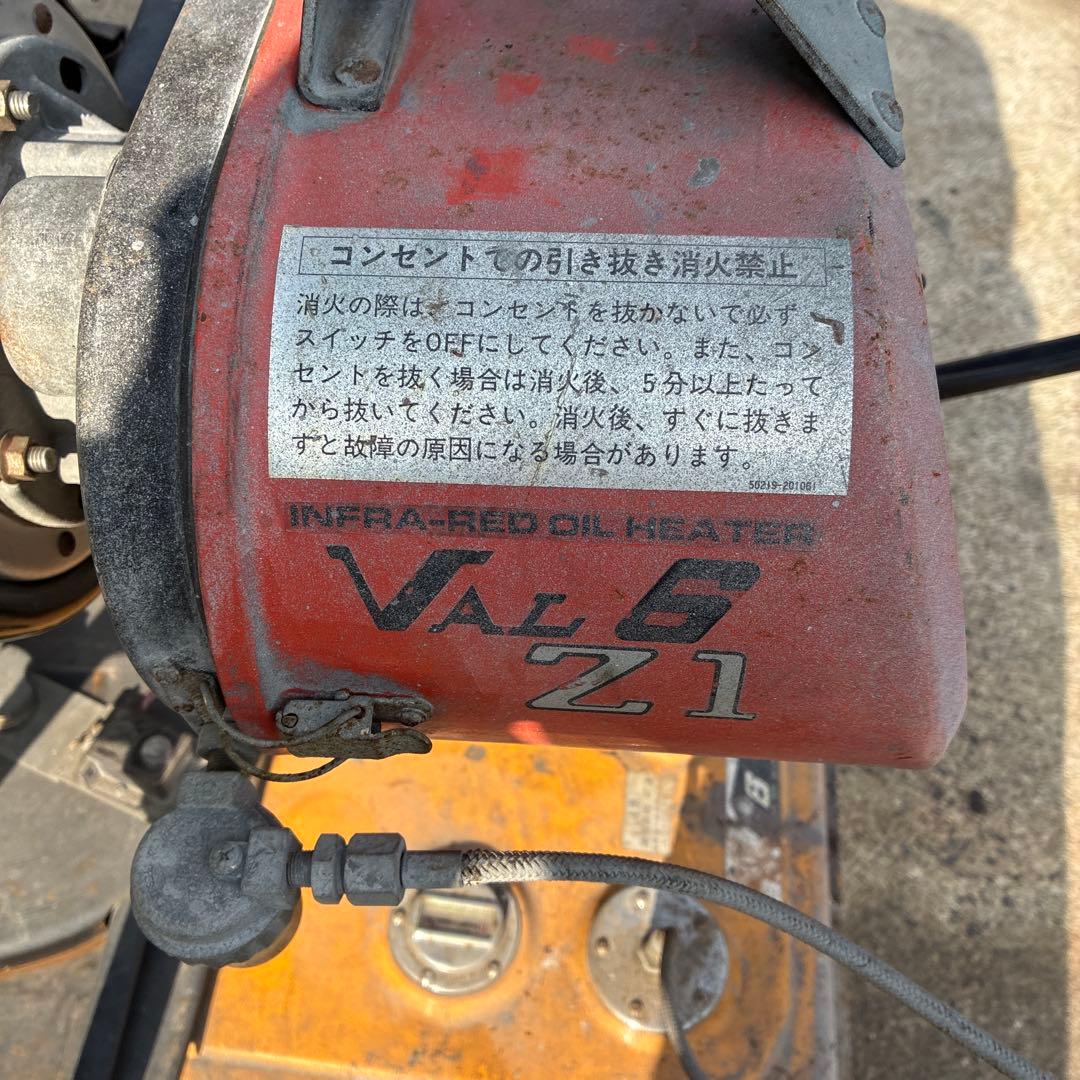 コンセントでの引き抜き消火禁止
消火の際は、コンセントを抜かないで必ず
スイッチをOFFにしてください。また、コン
セントを抜く場合は消火後、5分以上たって
から抜いてください。消火後、すぐに抜きま
すと故障の原因になる場合があります。
50219-201061
INFRA-RED OIL HEATER
VAL6
Z1